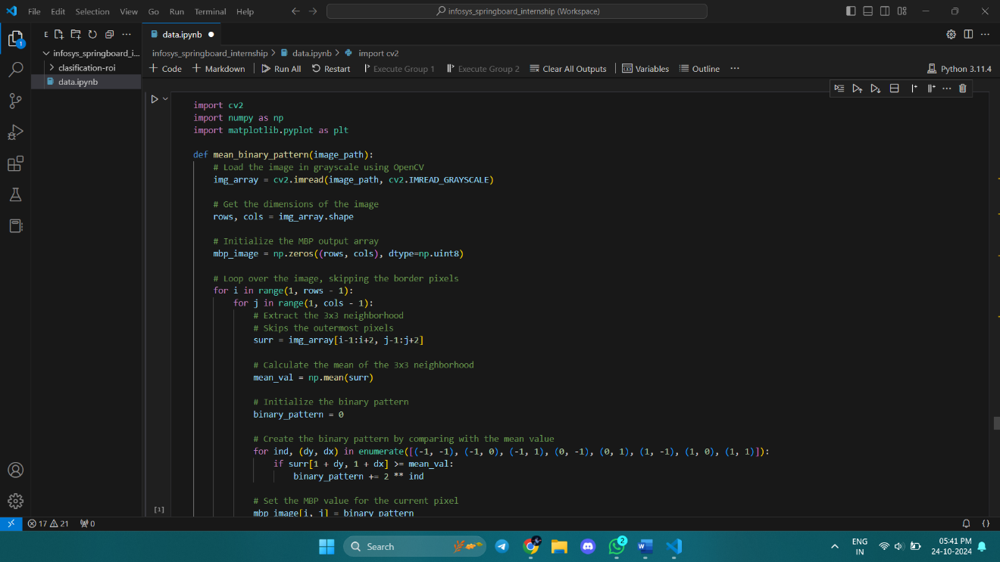 File Edit Selection View Go Run Terminal Help infosys_springboard_internship (Workspace)
E data.ipynb
infosys_springboard_i... infosys_springboard_internship > data.ipynb > import cv2
clasification-roi Code Markdown Run All Restart Execute Group 1 Execute Group 2 Clear All Outputs Variables Outline ... Python 3.11.4
data.ipynb
1
import cv2
import numpy as np
import matplotlib.pyplot as plt
def mean_binary_pattern(image_path):
# Load the image in grayscale using OpenCV
img_array = cv2.imread(image_path, cv2.IMREAD_GRAYSCALE)
# Get the dimensions of the image
rows, cols = img_array.shape
# Initialize the MBP output array
mbp_image = np.zeros((rows, cols), dtype=np.uint8)
# Loop over the image, skipping the border pixels
for i in range(1, rows - 1):
for j in range(1, cols - 1):
# Extract the 3x3 neighborhood
# Skips the outermost pixels
surr = img_array[i-1:i+2, j-1:j+2]
# Calculate the mean of the 3x3 neighborhood
mean_val = np.mean(surr)
# Initialize the binary pattern
binary_pattern = 0
# Create the binary pattern by comparing with the mean value
for ind, (dy, dx) in enumerate([(-1, -1), (-1, 0), (-1, 1), (0, -1), (0, 1), (1, -1), (1, 0), (1, 1)]):
if surr[1 + dy, 1 + dx] >= mean_val:
binary_pattern += 2 ** ind
# Set the MBP value for the current pixel
[1] mbp_image[i, j] = binary_pattern
17 21 0 {}
Search 2 ENG IN 05:41 PM 24-10-2024